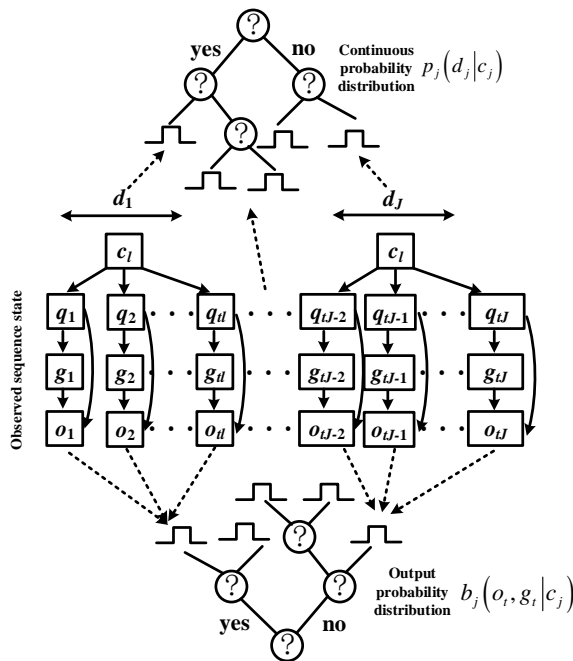 ?
yes no
Continuous
probability
distribution
p_j(d_j|c_j)
? ?
?
d_1 d_J
c_l c_l
Observed sequence state
q_1 q_2 · · · q_tl · · · · q_tJ-2 q_tJ-1 · · q_tJ
g_1 g_2 · · · g_tl · · · · g_tJ-2 g_tJ-1 · · g_tJ
o_1 o_2 · · · o_tl · · · · o_tJ-2 o_tJ-1 · · o_tJ
?
? ?
Output
probability
distribution
b_j(o_t, g_t|c_j)
yes no
?